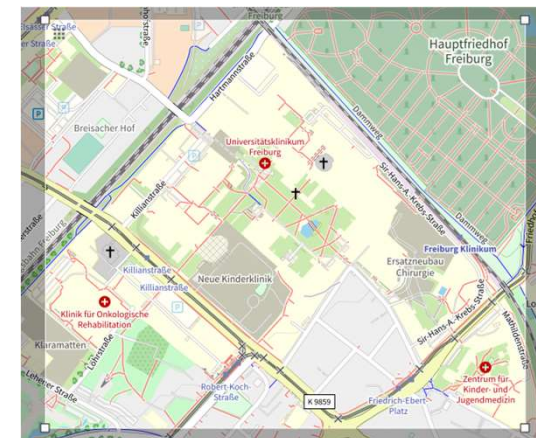 Freiburg
Elsässer Straße
Hartmannstraße
Hauptfriedhof
Freiburg
Breisacher Hof
Universitätsklinikum
Freiburg
Dammweg
Sir-Hans-A.-Krebs-Straße
Killianstraße
Dammweg
Freiburg Klinikum
Killianstraße
Killianstraße
Neue Kinderklinik
Ersatzneubau
Chirurgie
Klinik für Onkologische
Rehabilitation
Klaramatten
Löhrstraße
Lehener Straße
Robert-Koch-
Straße
K 9859
Friedrich-Ebert-
Platz
Sir-Hans-A.-Krebs-Straße
Mathildenstraße
Zentrum für
Kinder- und
Jugendmedizin